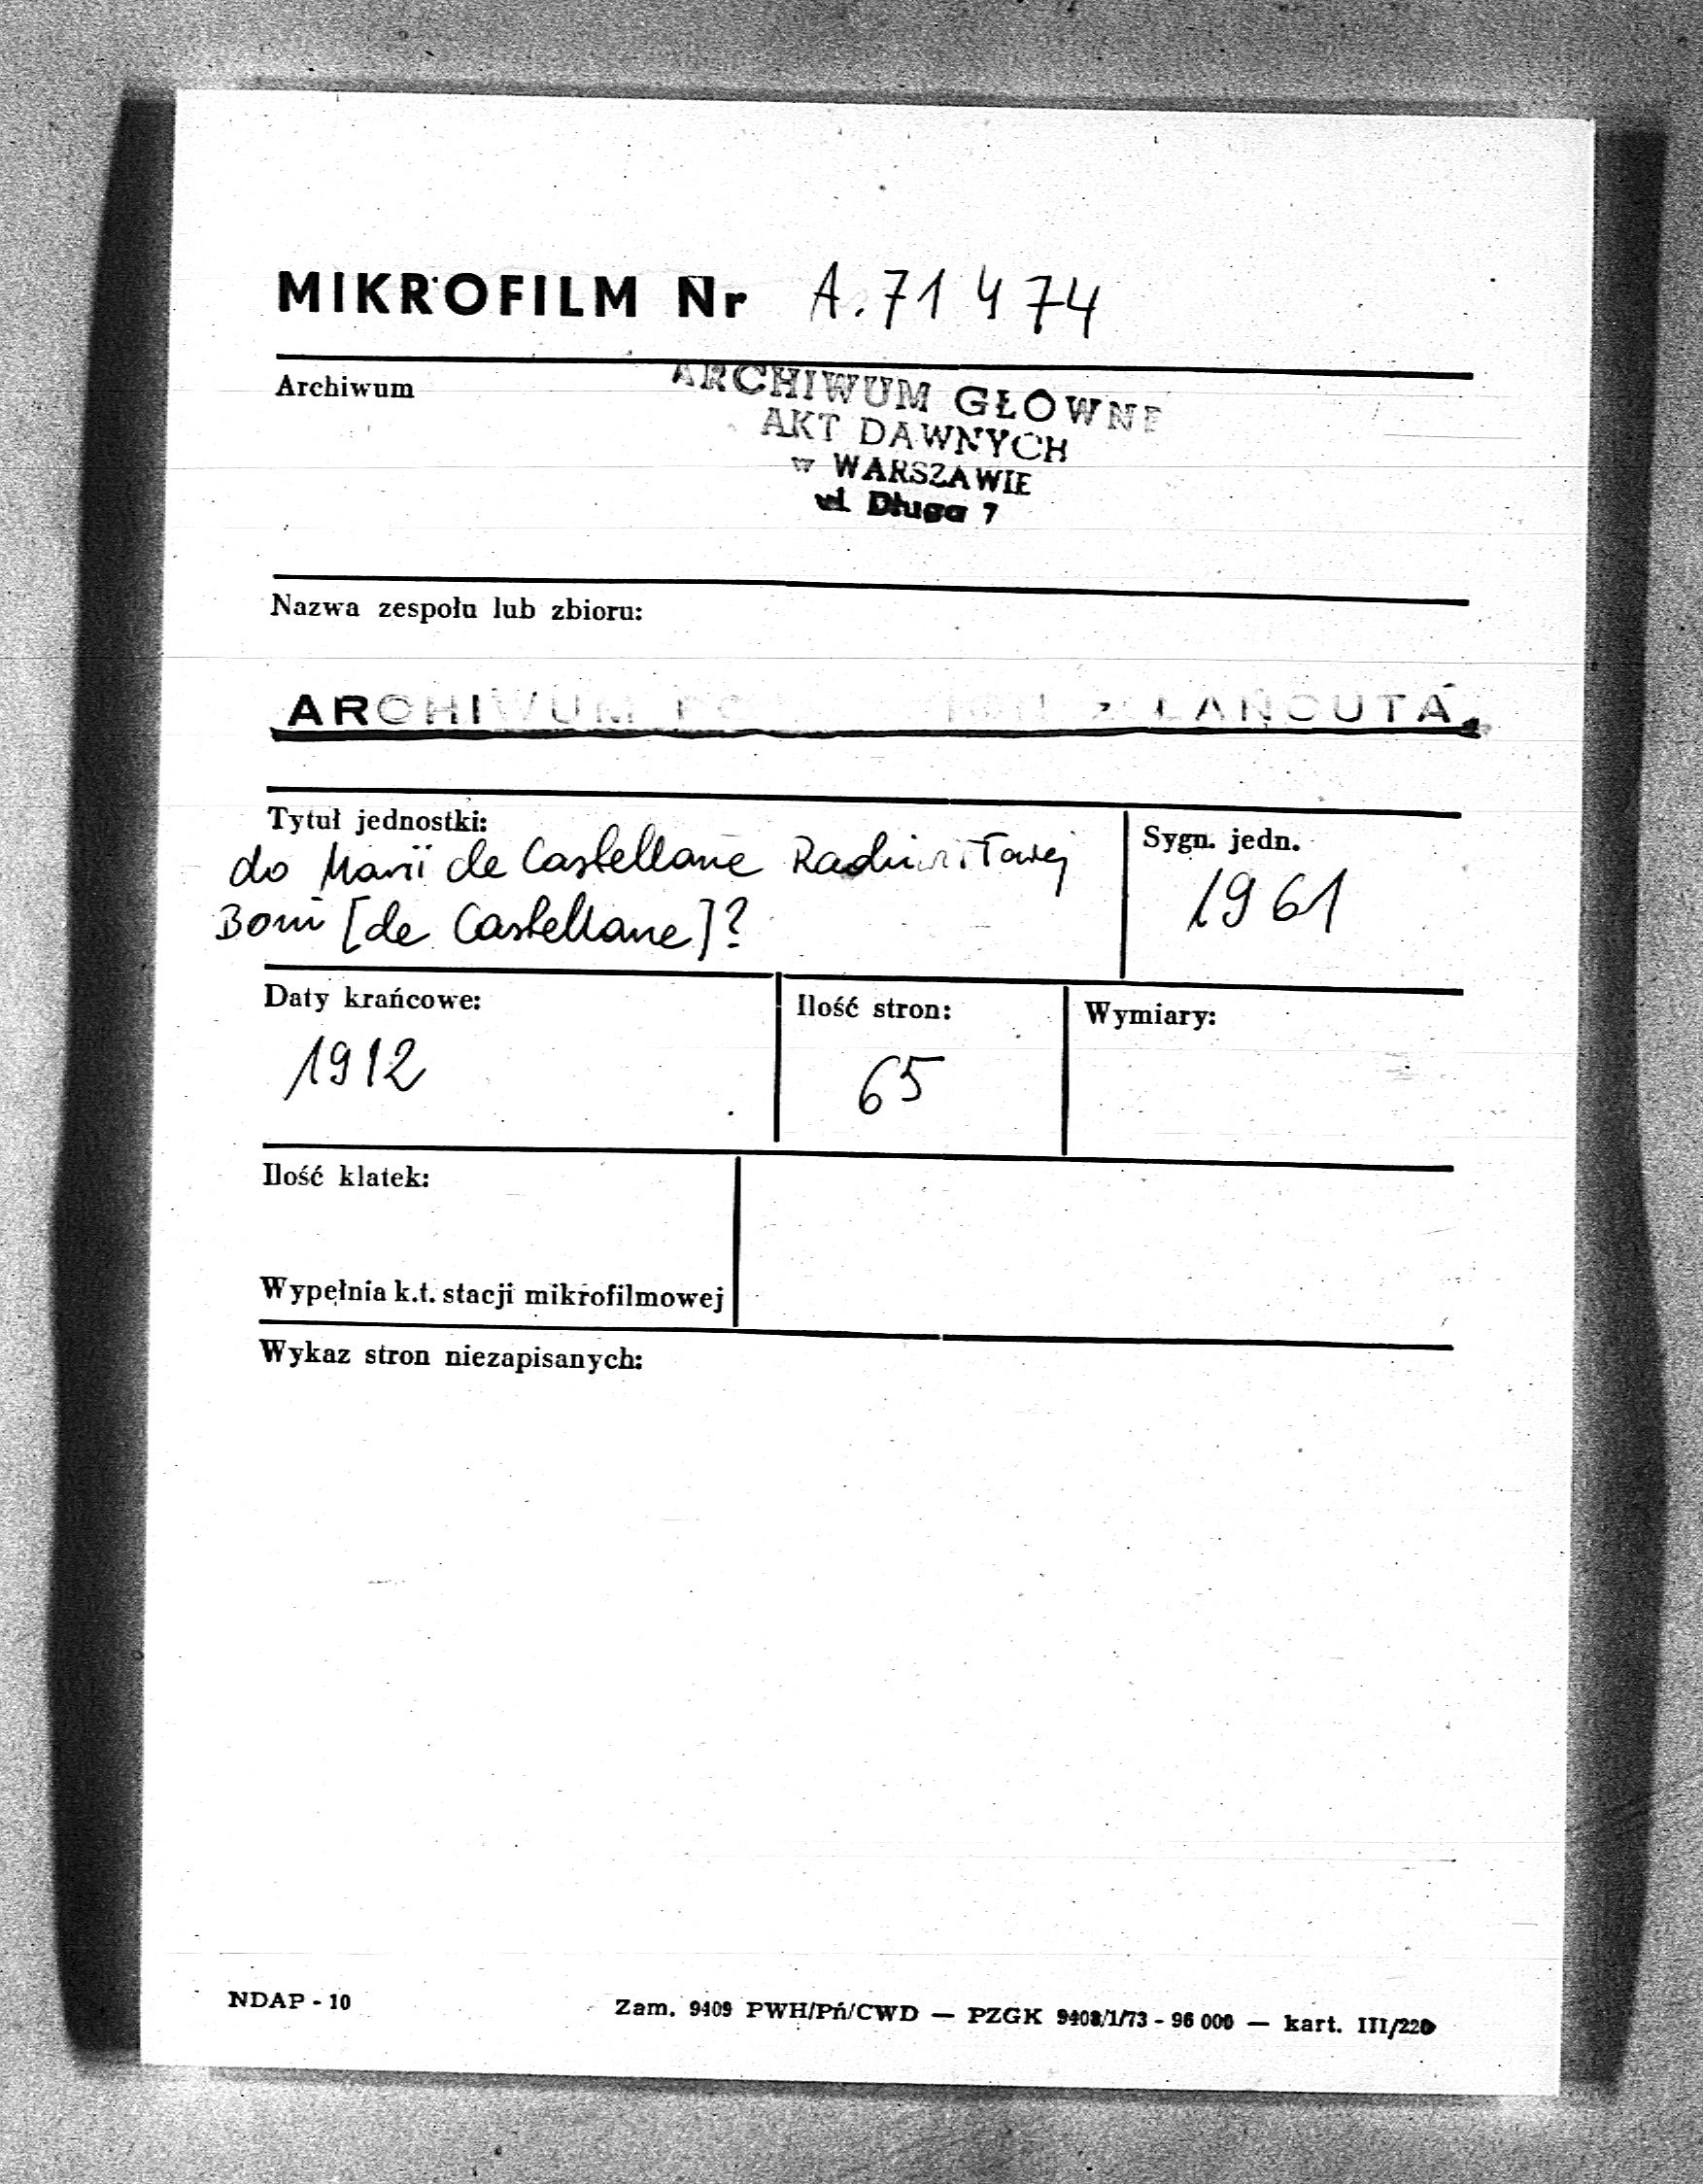 MIKROFILM Nr A.71474
Archiwum
ARCHIWUM GŁÓWNE
AKT DAWNYCH
w WARSZAWIE
ul. Długa 7
Nazwa zespołu lub zbioru:
ARCHIWUM z ŁAŃCUTA
Tytuł jednostki:
do Marii de Castellane Radziwiłłowej
Boni [de Castellane]?
Sygn. jedn.
1961
Daty krańcowe:
1912
Ilość stron:
65
Wymiary:
Ilość klatek:
Wypełnia k.t. stacji mikrofilmowej
Wykaz stron niezapisanych:
NDAP - 10
Zam. 9409 PWH/Pń/CWD — PZGK 9408/1/73 - 96 000 — kart. III/220